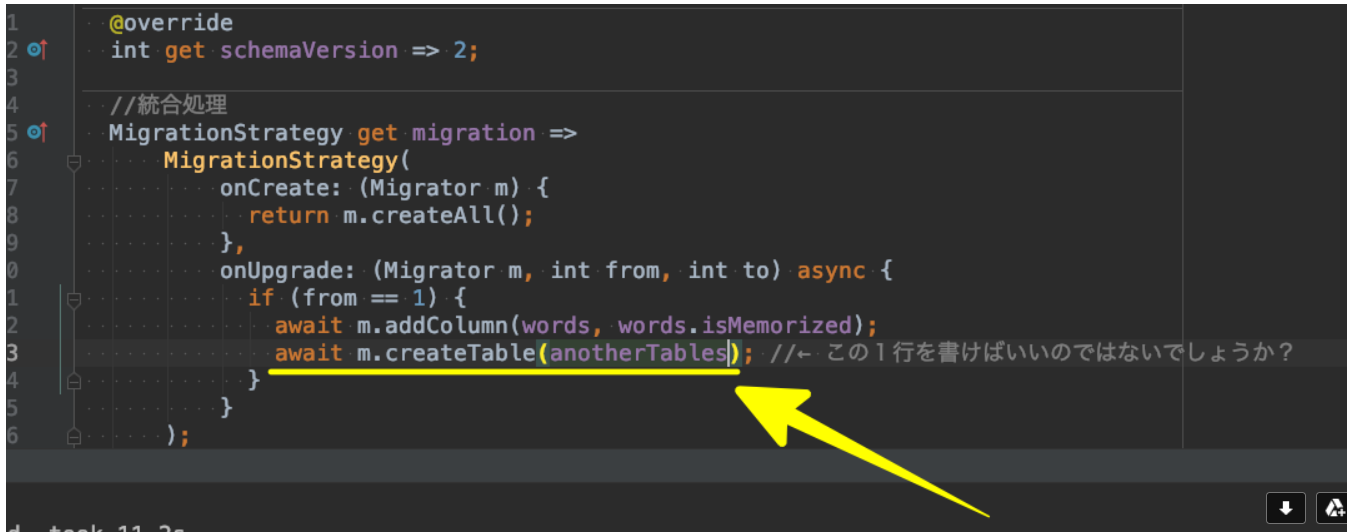 1 @override
2 int get schemaVersion => 2;
3
4 //統合処理
5 MigrationStrategy get migration =>
6 MigrationStrategy(
7 onCreate: (Migrator m) {
8 return m.createAll();
9 },
0 onUpgrade: (Migrator m, int from, int to) async {
1 if (from == 1) {
2 await m.addColumn(words, words.isMemorized);
3 await m.createTable(anotherTables); //← この１行を書けばいいのではないでしょうか？
4 }
5 }
6 );